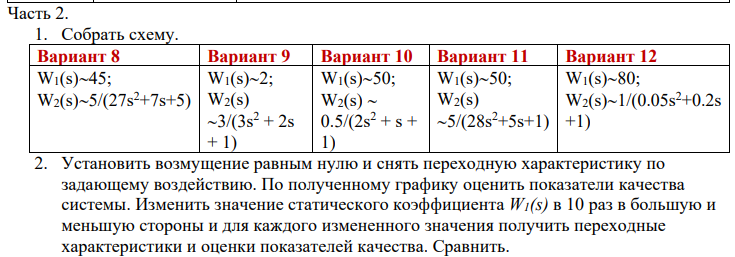 Часть 2.
1. Собрать схему.
Вариант 8
W₁(s)~45;
W₂(s)~5/(27s²+7s+5)
Вариант 9
W₁(s)~2;
W₂(s)
~3/(3s² + 2s
+ 1)
Вариант 10
W₁(s)~50;
W₂(s) ~
0.5/(2s² + s +
1)
Вариант 11
W₁(s)~50;
W₂(s)
~5/(28s²+5s+1)
Вариант 12
W₁(s)~80;
W₂(s)~1/(0.05s²+0.2s
+1)
2. Установить возмущение равным нулю и снять переходную характеристику по
задающему воздействию. По полученному графику оценить показатели качества
системы. Изменить значение статического коэффициента W₁(s) в 10 раз в большую и
меньшую стороны и для каждого измененного значения получить переходные
характеристики и оценки показателей качества. Сравнить.